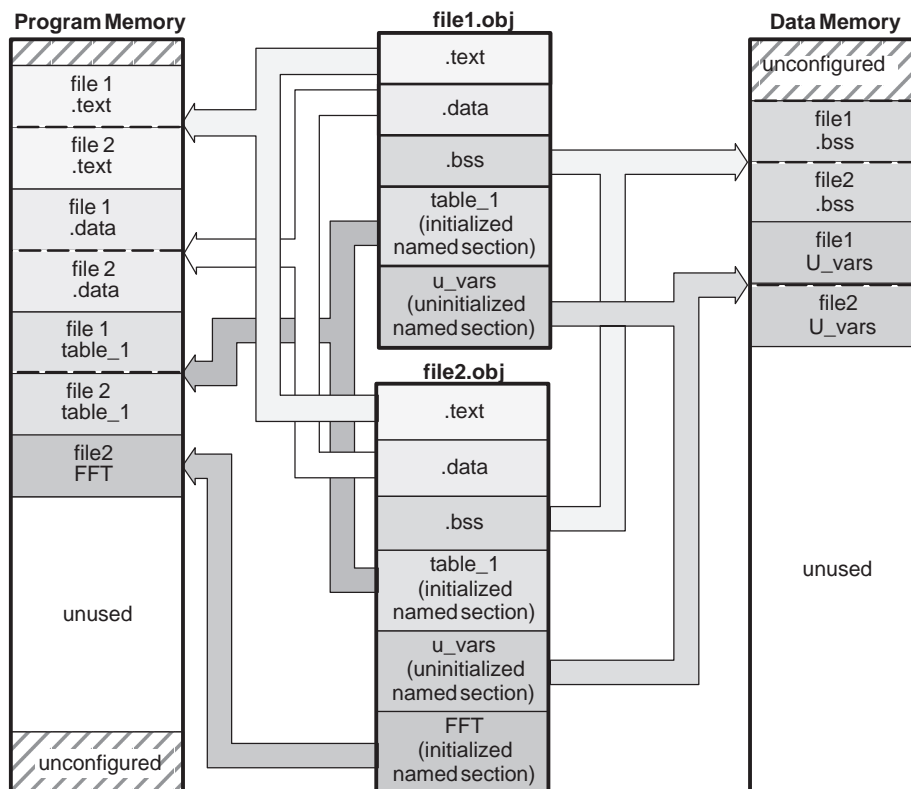 Program Memory
file 1
.text
file 2
.text
file 1
.data
file 2
.data
file 1
table_1
file 2
table_1
file2
FFT
unused
unconfigured
file1.obj
.text
.data
.bss
table_1
(initialized
named section)
u_vars
(uninitialized
named section)
file2.obj
.text
.data
.bss
table_1
(initialized
named section)
u_vars
(uninitialized
named section)
FFT
(initialized
named section)
Data Memory
unconfigured
file1
.bss
file2
.bss
file1
U_vars
file2
U_vars
unused